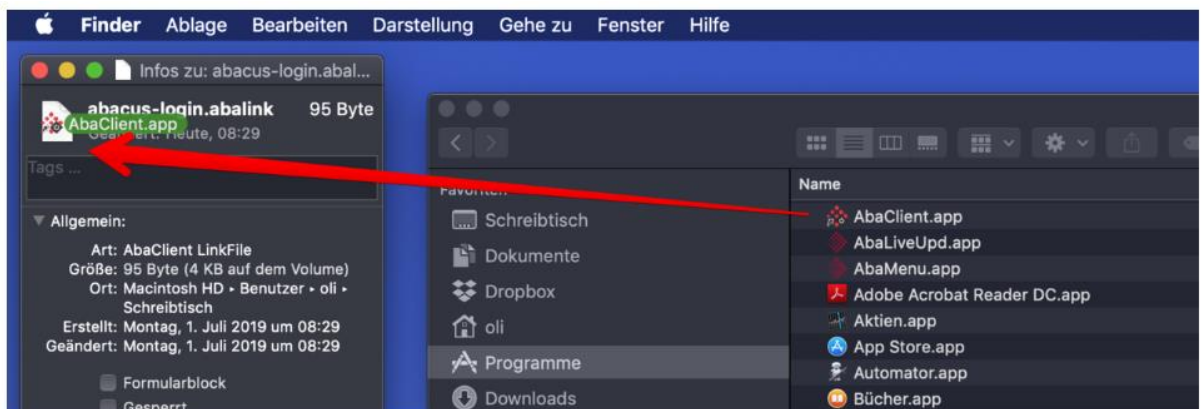 Finder Ablage Bearbeiten Darstellung Gehe zu Fenster Hilfe
Infos zu: abacus-login.abal...
abacus-login.abalink 95 Byte
AbaClient.app
Heute, 08:29
Tags ...
Allgemein:
Art: AbaClient LinkFile
Größe: 95 Byte (4 KB auf dem Volume)
Ort: Macintosh HD ▸ Benutzer ▸ oli ▸
Schreibtisch
Erstellt: Montag, 1. Juli 2019 um 08:29
Geändert: Montag, 1. Juli 2019 um 08:29
Formularblock
Gesperrt
Favoriten
Schreibtisch
Dokumente
Dropbox
oli
Programme
Downloads
Name
AbaClient.app
AbaLiveUpd.app
AbaMenu.app
Adobe Acrobat Reader DC.app
Aktien.app
App Store.app
Automator.app
Bücher.app